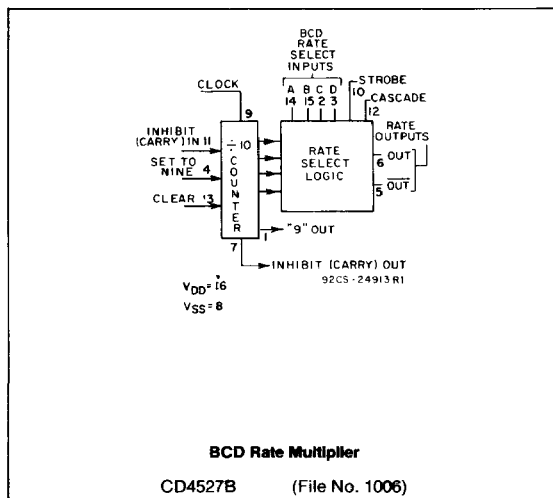 BCD
RATE
SELECT
INPUTS
A B C D
14 15 2 3
STROBE
10
CASCADE
12
CLOCK
9
RATE
OUTPUTS
INHIBIT
(CARRY) IN 11
÷10
COUNTER
RATE
SELECT
LOGIC
6 OUT
5 O̅U̅T̅
SET TO
NINE 4
CLEAR 13
1 "9" OUT
7
INHIBIT (CARRY) OUT
92CS-24913R1
VDD=16
VSS=8
BCD Rate Multiplier
CD4527B (File No. 1006)